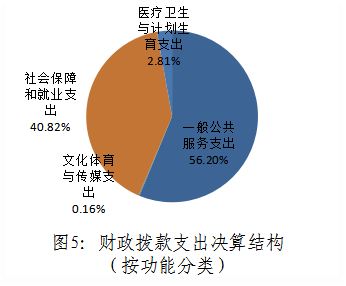 医疗卫生
与计划生
育支出
2.81%
社会保障
和就业支
出
40.82%
一般公共
服务支出
56.20%
文化体育
与传媒支
出
0.16%
图5：财政拨款支出决算结构
（按功能分类）